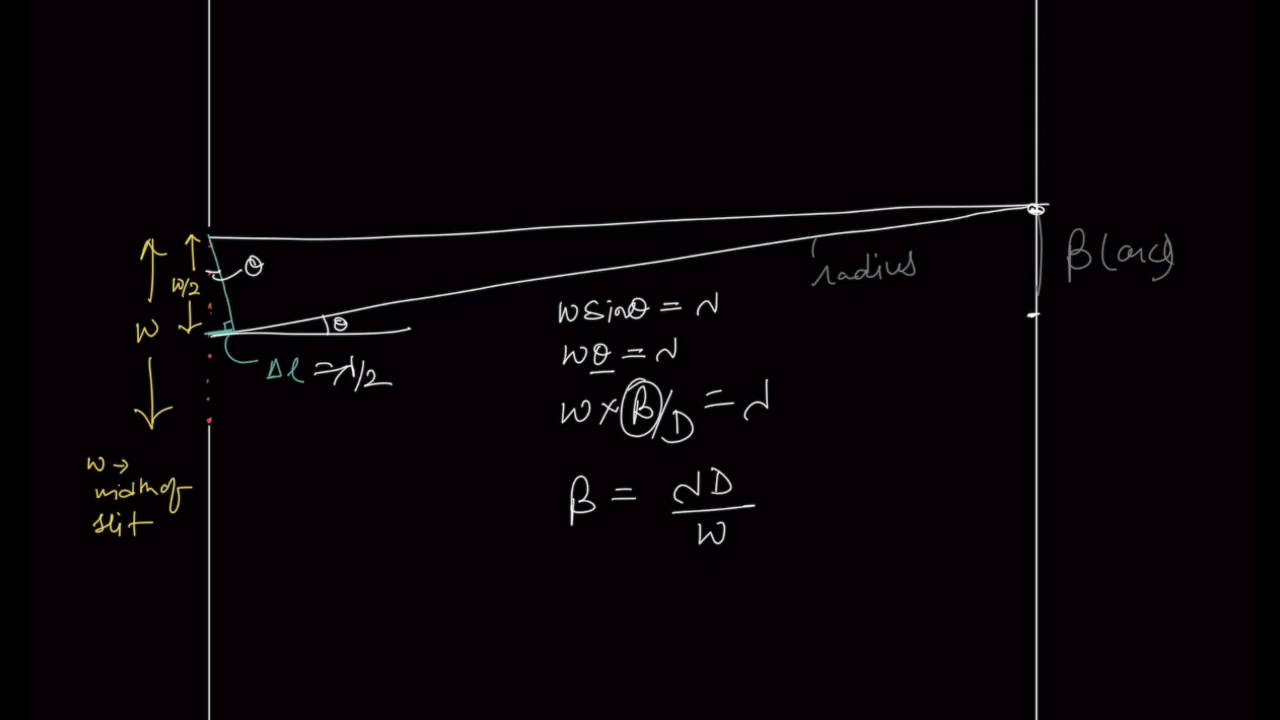 θ
w/2
w
θ
Δl = λ/2
w →
width of
slit
radius
β (arc)
w sinθ = λ
wθ = λ
w × β/D = λ
β = λD/w